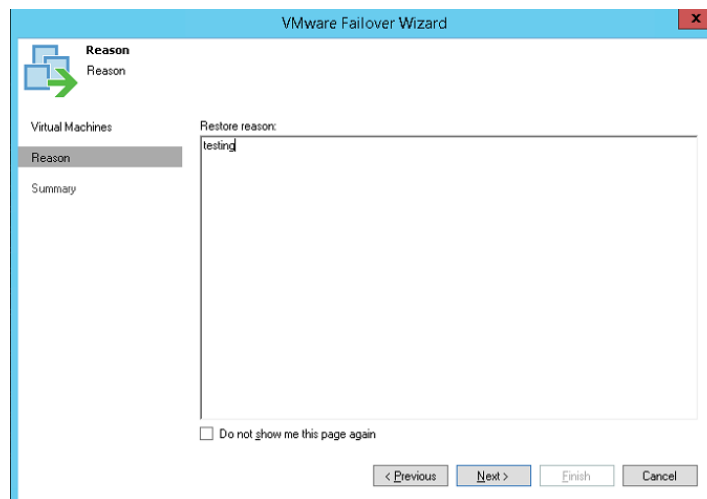 VMware Failover Wizard
x
Reason
Reason
Virtual Machines
Reason
Summary
Restore reason:
testing
Do not show me this page again
< Previous
Next >
Finish
Cancel